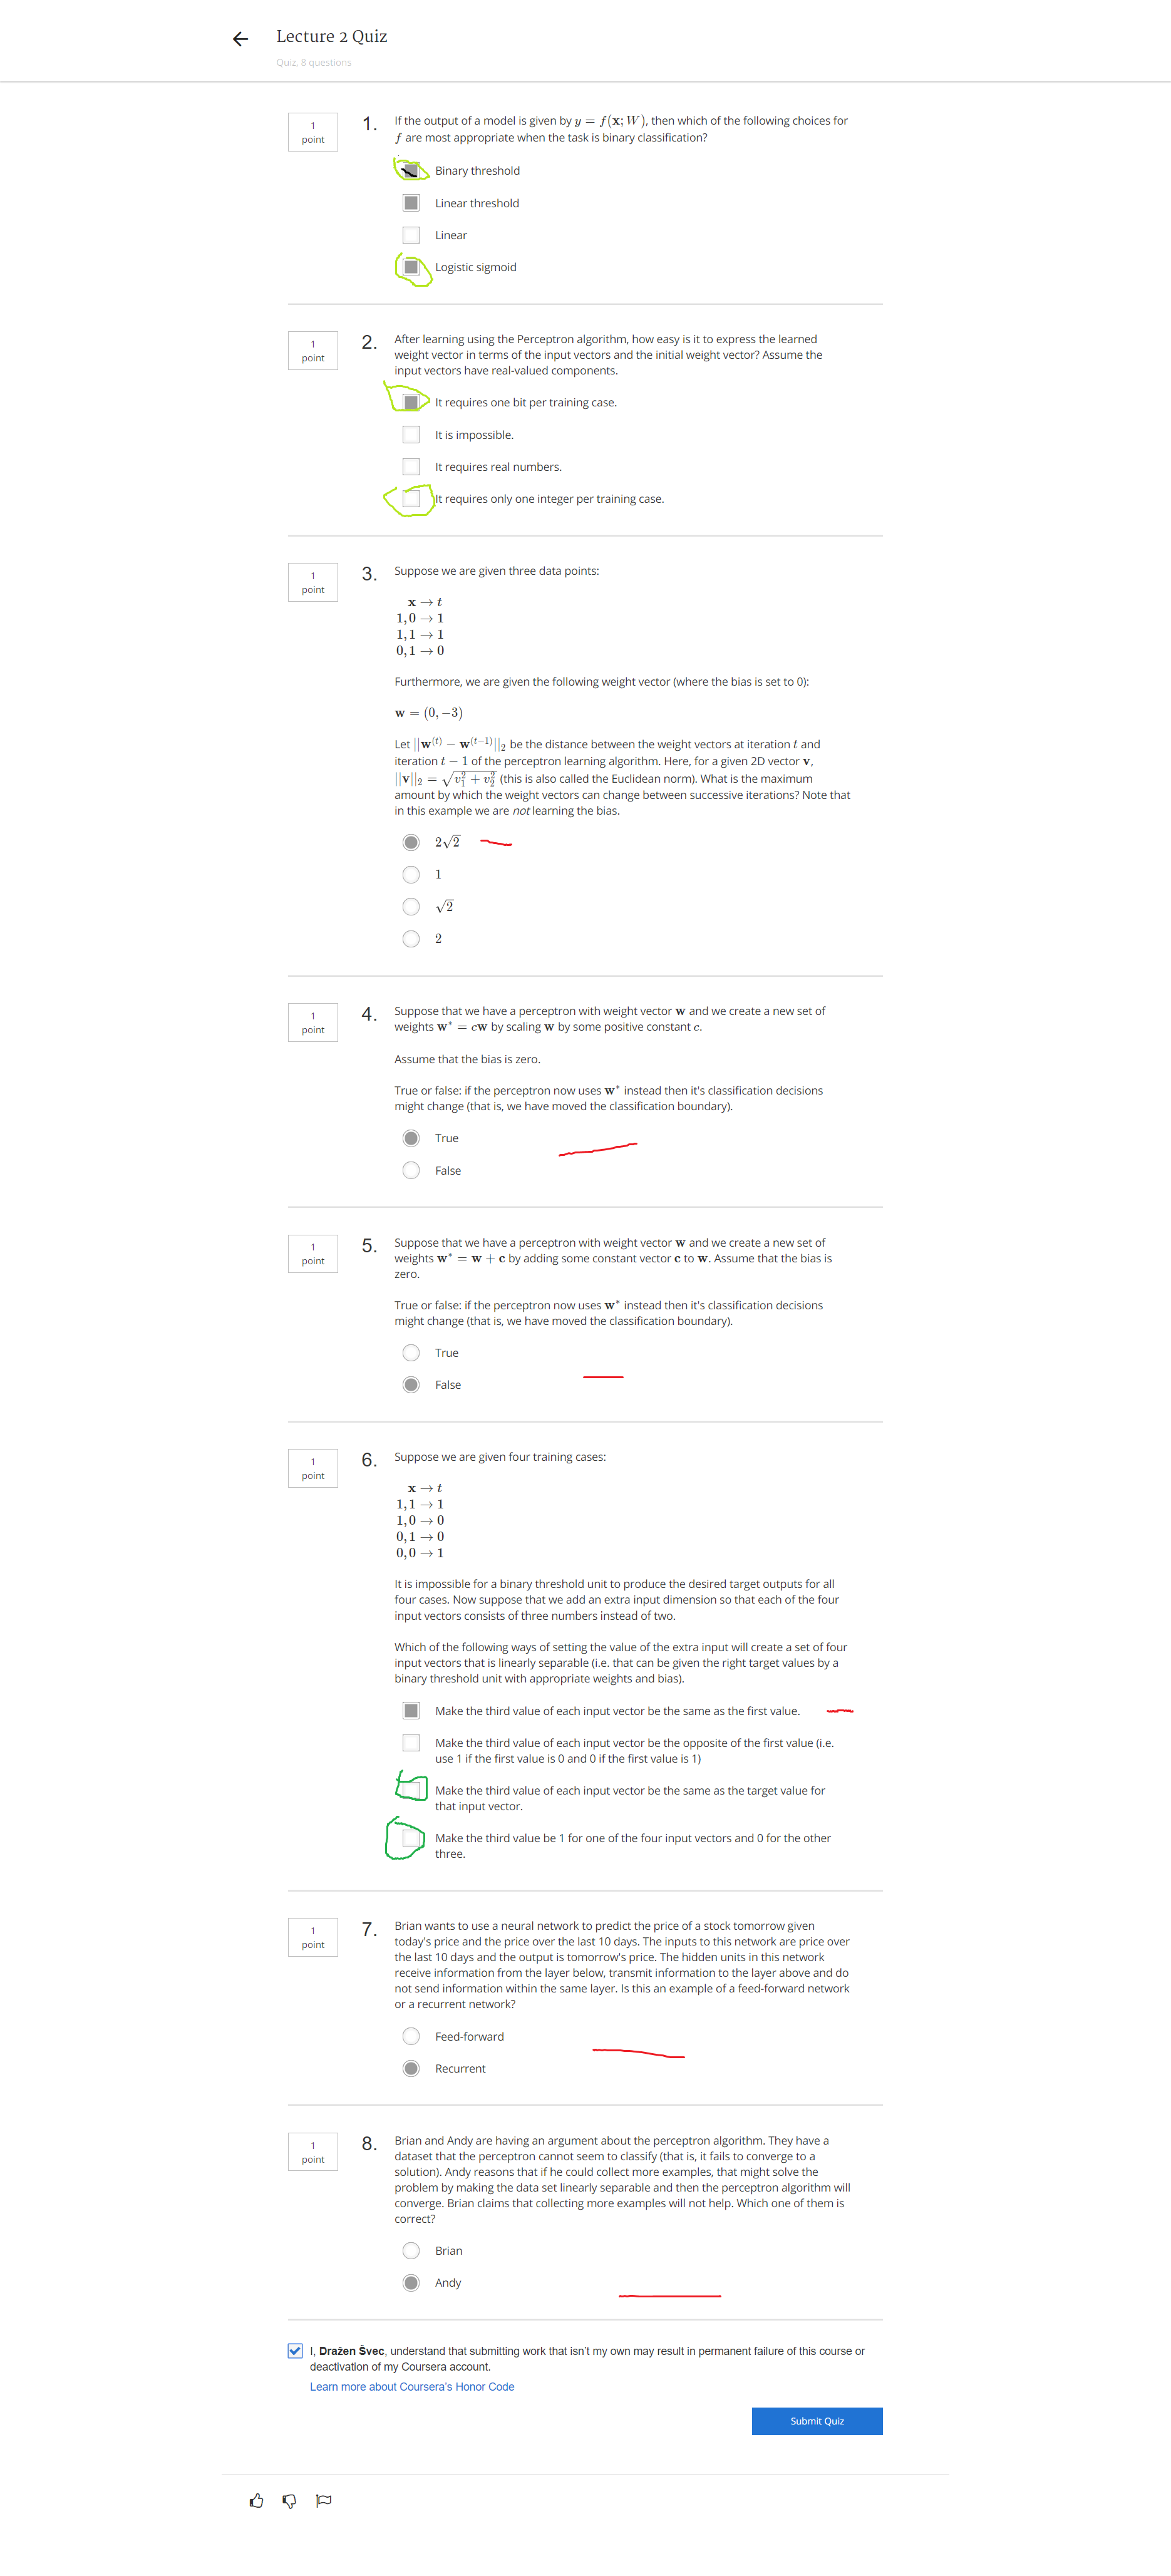 Lecture 2 Quiz
Quiz, 8 questions
1
point
1.
If the output of a model is given by y = f(x; W), then which of the following choices for
f are most appropriate when the task is binary classification?
Binary threshold
Linear threshold
Linear
Logistic sigmoid
1
point
2.
After learning using the Perceptron algorithm, how easy is it to express the learned
weight vector in terms of the input vectors and the initial weight vector? Assume the
input vectors have real-valued components.
It requires one bit per training case.
It is impossible.
It requires real numbers.
It requires only one integer per training case.
1
point
3.
Suppose we are given three data points:
x → t
1, 0 → 1
1, 1 → 1
0, 1 → 0
Furthermore, we are given the following weight vector (where the bias is set to 0):
w = (0, −3)
Let ||w^(t) − w^(t−1)||₂ be the distance between the weight vectors at iteration t and
iteration t − 1 of the perceptron learning algorithm. Here, for a given 2D vector v,
||v||₂ = √(v₁² + v₂²) (this is also called the Euclidean norm). What is the maximum
amount by which the weight vectors can change between successive iterations? Note that
in this example we are not learning the bias.
2√2
1
√2
2
1
point
4.
Suppose that we have a perceptron with weight vector w and we create a new set of
weights w* = cw by scaling w by some positive constant c.
Assume that the bias is zero.
True or false: if the perceptron now uses w* instead then it's classification decisions
might change (that is, we have moved the classification boundary).
True
False
1
point
5.
Suppose that we have a perceptron with weight vector w and we create a new set of
weights w* = w + c by adding some constant vector c to w. Assume that the bias is
zero.
True or false: if the perceptron now uses w* instead then it's classification decisions
might change (that is, we have moved the classification boundary).
True
False
1
point
6.
Suppose we are given four training cases:
x → t
1, 1 → 1
1, 0 → 0
0, 1 → 0
0, 0 → 1
It is impossible for a binary threshold unit to produce the desired target outputs for all
four cases. Now suppose that we add an extra input dimension so that each of the four
input vectors consists of three numbers instead of two.
Which of the following ways of setting the value of the extra input will create a set of four
input vectors that is linearly separable (i.e. that can be given the right target values by a
binary threshold unit with appropriate weights and bias).
Make the third value of each input vector be the same as the first value.
Make the third value of each input vector be the opposite of the first value (i.e.
use 1 if the first value is 0 and 0 if the first value is 1)
Make the third value of each input vector be the same as the target value for
that input vector.
Make the third value be 1 for one of the four input vectors and 0 for the other
three.
1
point
7.
Brian wants to use a neural network to predict the price of a stock tomorrow given
today's price and the price over the last 10 days. The inputs to this network are price over
the last 10 days and the output is tomorrow's price. The hidden units in this network
receive information from the layer below, transmit information to the layer above and do
not send information within the same layer. Is this an example of a feed-forward network
or a recurrent network?
Feed-forward
Recurrent
1
point
8.
Brian and Andy are having an argument about the perceptron algorithm. They have a
dataset that the perceptron cannot seem to classify (that is, it fails to converge to a
solution). Andy reasons that if he could collect more examples, that might solve the
problem by making the data set linearly separable and then the perceptron algorithm will
converge. Brian claims that collecting more examples will not help. Which one of them is
correct?
Brian
Andy
I, Dražen Švec, understand that submitting work that isn't my own may result in permanent failure of this course or
deactivation of my Coursera account.
Learn more about Coursera's Honor Code
Submit Quiz